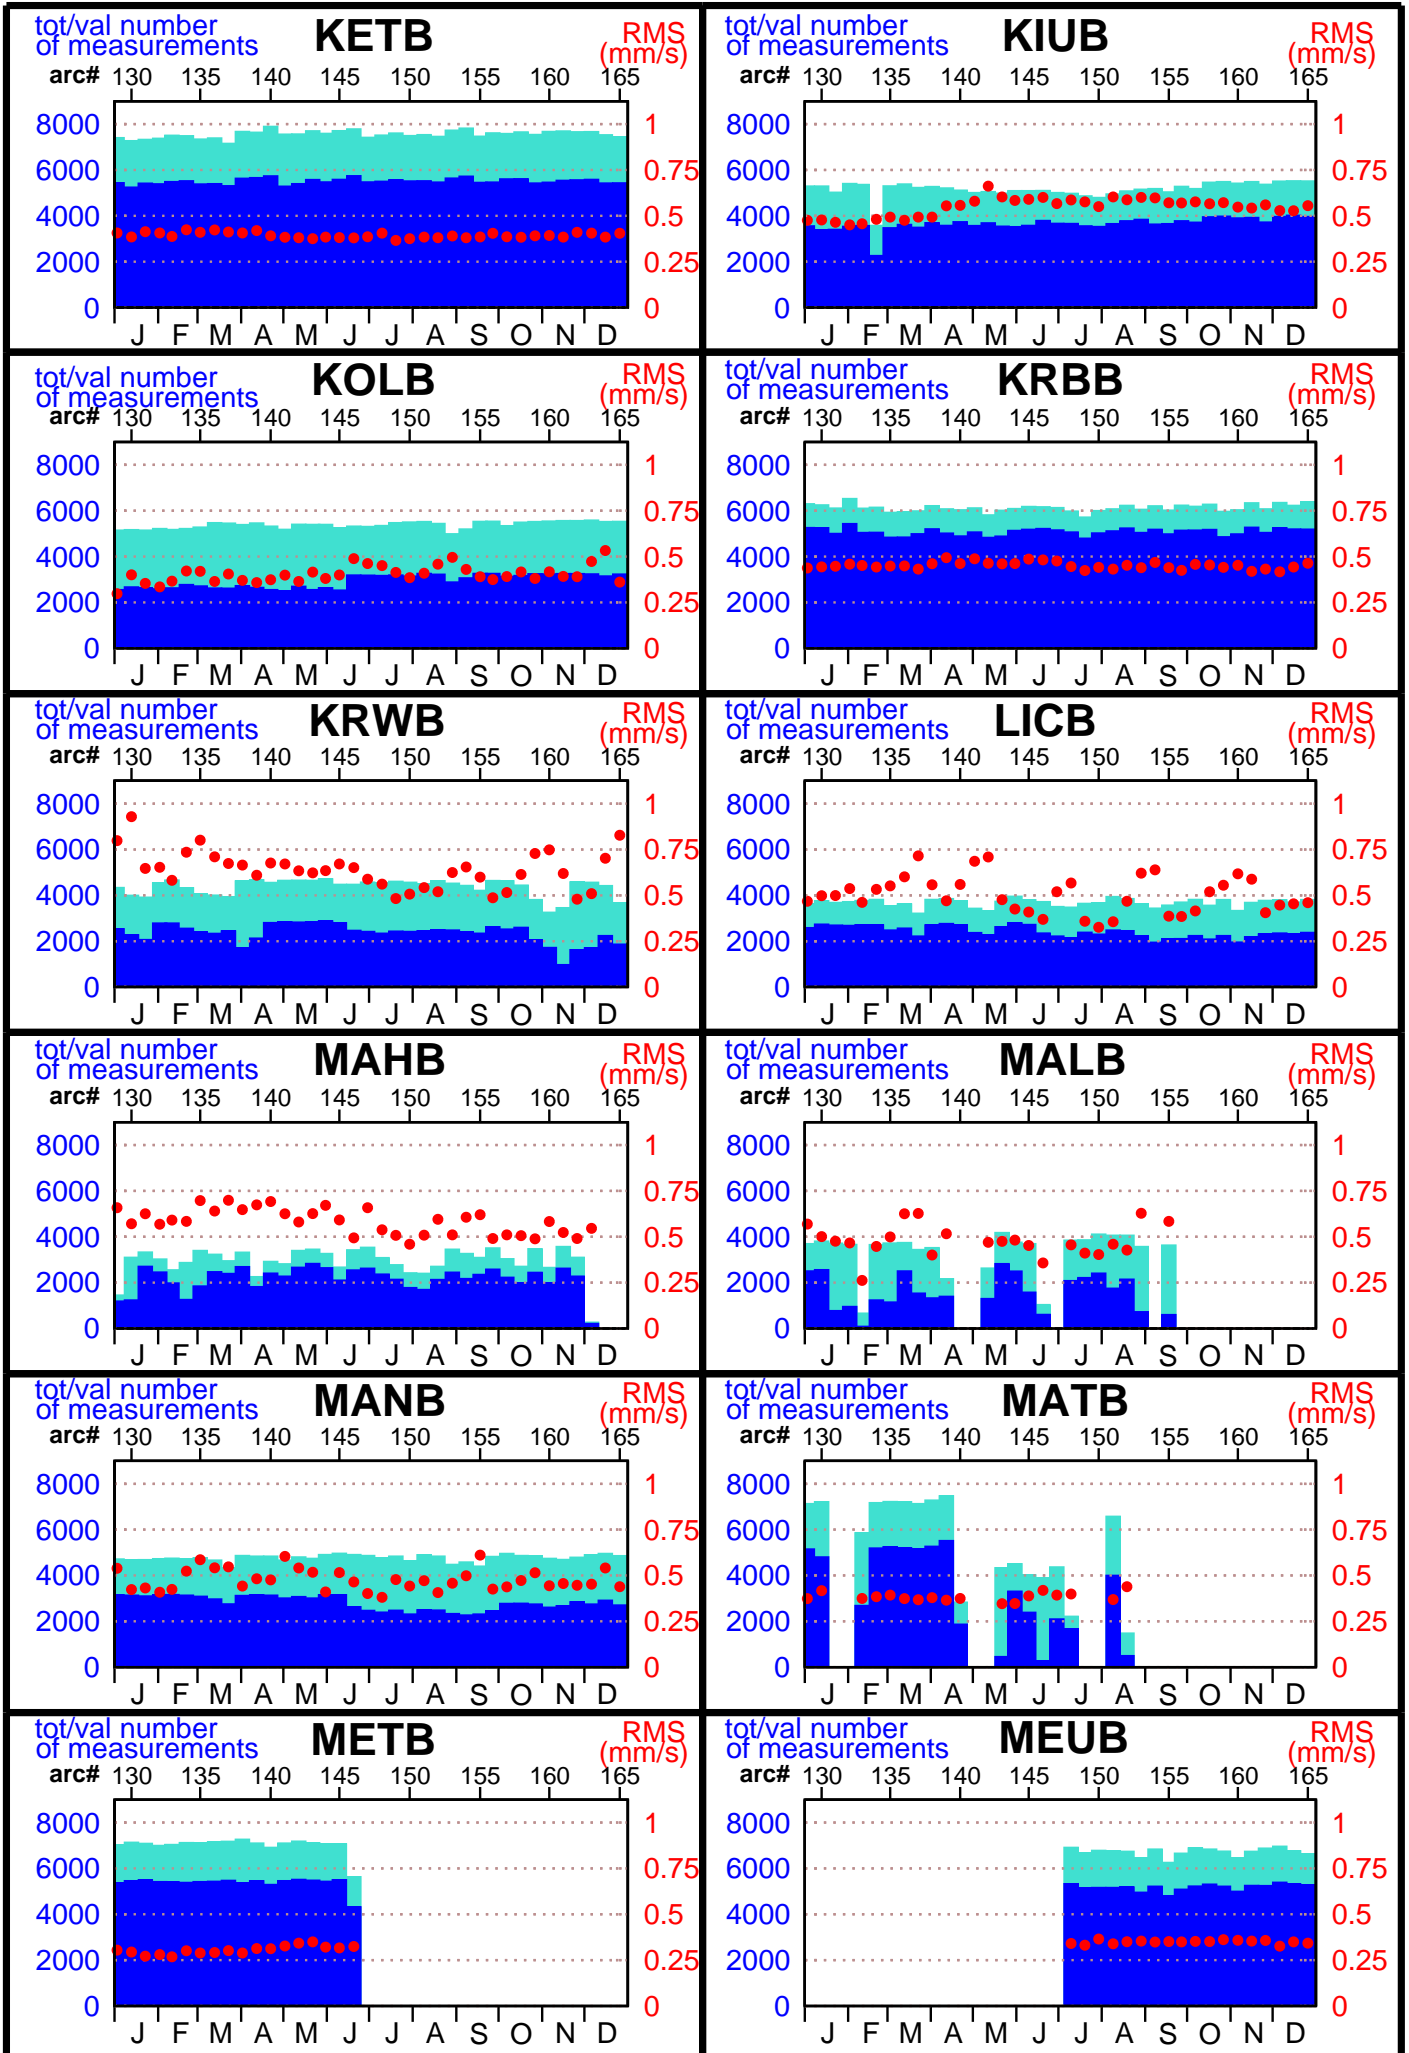 tot/val number of measurements KETB RMS (mm/s)
arc# 130 135 140 145 150 155 160 165
8000 1
6000 0.75
4000 0.5
2000 0.25
0 0
J F M A M J J A S O N D
tot/val number of measurements KIUB RMS (mm/s)
arc# 130 135 140 145 150 155 160 165
8000 1
6000 0.75
4000 0.5
2000 0.25
0 0
J F M A M J J A S O N D
tot/val number of measurements KOLB RMS (mm/s)
arc# 130 135 140 145 150 155 160 165
8000 1
6000 0.75
4000 0.5
2000 0.25
0 0
J F M A M J J A S O N D
tot/val number of measurements KRBB RMS (mm/s)
arc# 130 135 140 145 150 155 160 165
8000 1
6000 0.75
4000 0.5
2000 0.25
0 0
J F M A M J J A S O N D
tot/val number of measurements KRWB RMS (mm/s)
arc# 130 135 140 145 150 155 160 165
8000 1
6000 0.75
4000 0.5
2000 0.25
0 0
J F M A M J J A S O N D
tot/val number of measurements LICB RMS (mm/s)
arc# 130 135 140 145 150 155 160 165
8000 1
6000 0.75
4000 0.5
2000 0.25
0 0
J F M A M J J A S O N D
tot/val number of measurements MAHB RMS (mm/s)
arc# 130 135 140 145 150 155 160 165
8000 1
6000 0.75
4000 0.5
2000 0.25
0 0
J F M A M J J A S O N D
tot/val number of measurements MALB RMS (mm/s)
arc# 130 135 140 145 150 155 160 165
8000 1
6000 0.75
4000 0.5
2000 0.25
0 0
J F M A M J J A S O N D
tot/val number of measurements MANB RMS (mm/s)
arc# 130 135 140 145 150 155 160 165
8000 1
6000 0.75
4000 0.5
2000 0.25
0 0
J F M A M J J A S O N D
tot/val number of measurements MATB RMS (mm/s)
arc# 130 135 140 145 150 155 160 165
8000 1
6000 0.75
4000 0.5
2000 0.25
0 0
J F M A M J J A S O N D
tot/val number of measurements METB RMS (mm/s)
arc# 130 135 140 145 150 155 160 165
8000 1
6000 0.75
4000 0.5
2000 0.25
0 0
J F M A M J J A S O N D
tot/val number of measurements MEUB RMS (mm/s)
arc# 130 135 140 145 150 155 160 165
8000 1
6000 0.75
4000 0.5
2000 0.25
0 0
J F M A M J J A S O N D